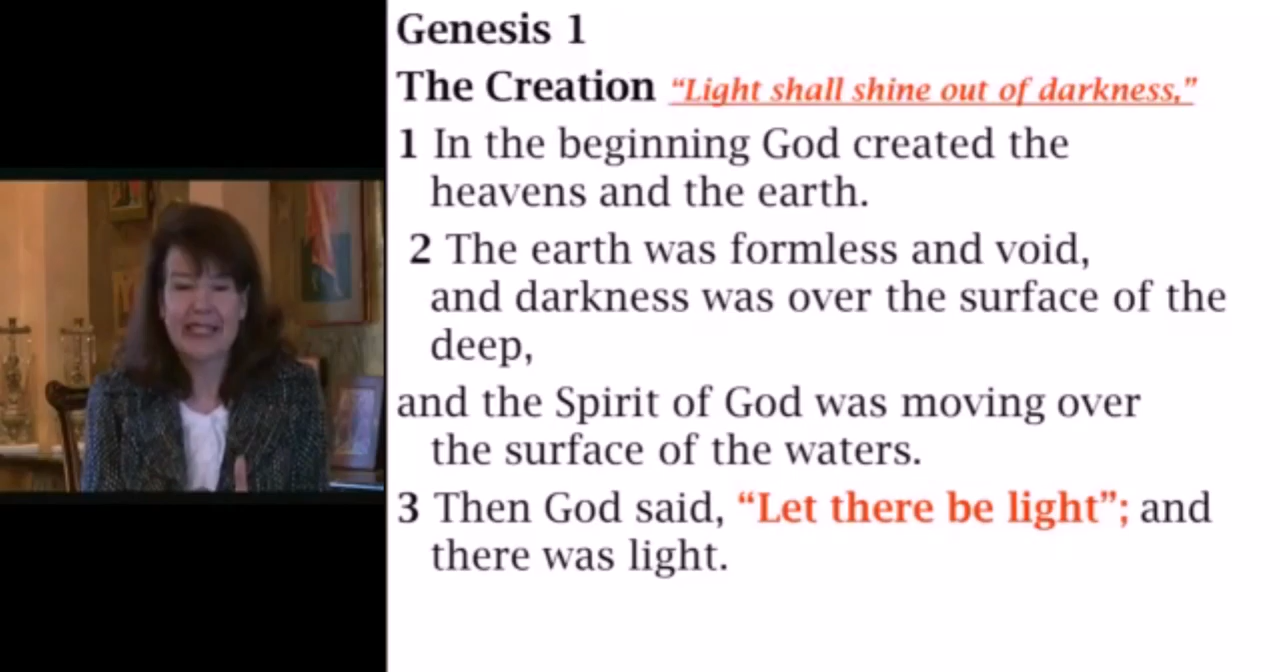 Genesis 1
The Creation “Light shall shine out of darkness,”
1 In the beginning God created the
heavens and the earth.
2 The earth was formless and void,
and darkness was over the surface of the
deep,
and the Spirit of God was moving over
the surface of the waters.
3 Then God said, “Let there be light”; and
there was light.